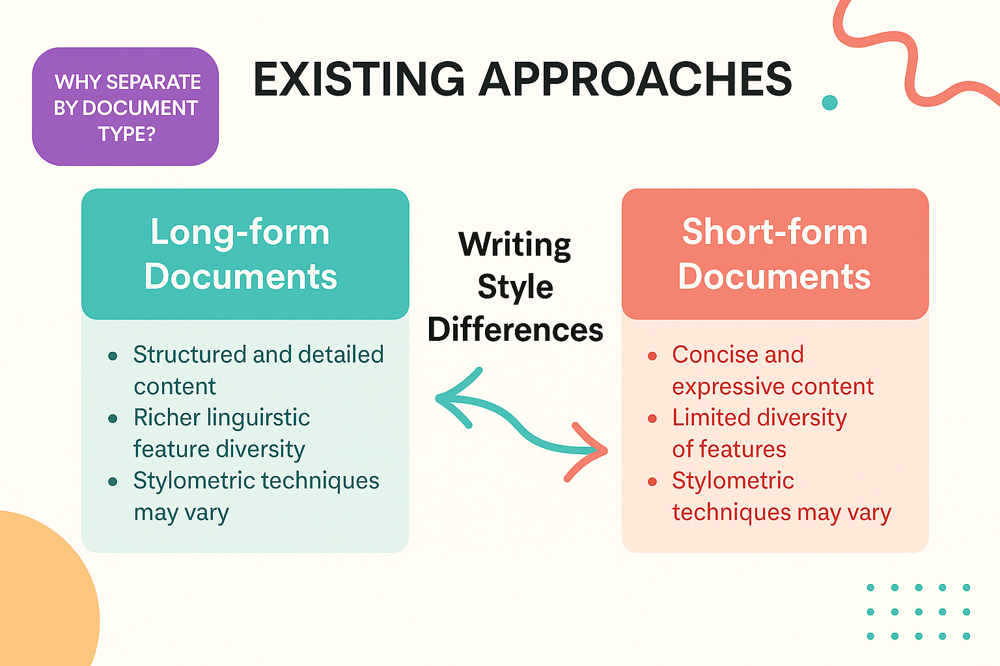 WHY SEPARATE
BY DOCUMENT
TYPE?
EXISTING APPROACHES
Long-form
Documents
Structured and detailed
content
Richer linguirstic
feature diversity
Stylometric techniques
may vary
Writing
Style
Differences
Short-form
Documents
Concise and
expressive content
Limited diversity
of features
Stylometric
techniques may vary